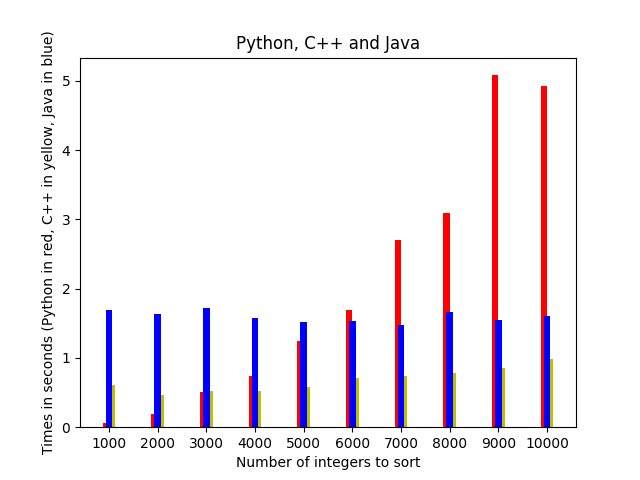 Python, C++ and Java
Times in seconds (Python in red, C++ in yellow, Java in blue)
5
4
3
2
1
0
1000 2000 3000 4000 5000 6000 7000 8000 9000 10000
Number of integers to sort